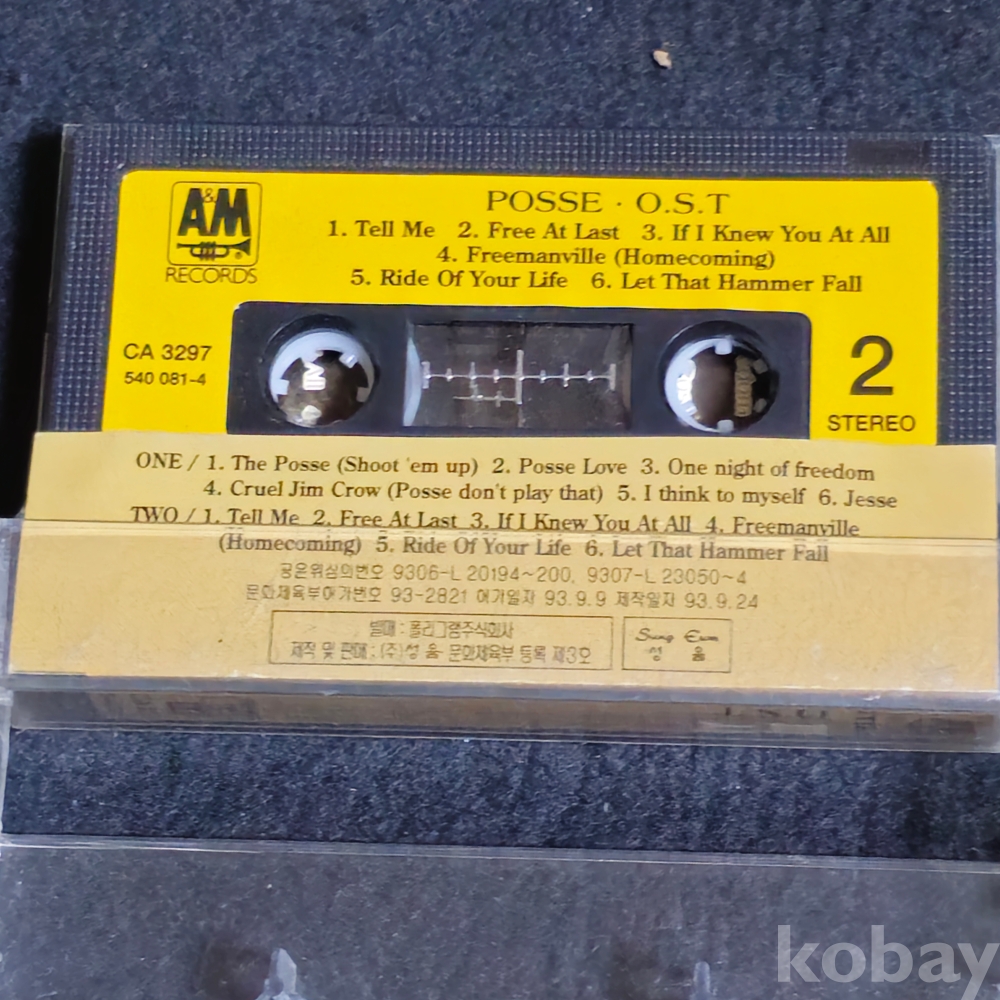 A&M
RECORDS
POSSE · O.S.T
1. Tell Me 2. Free At Last 3. If I Knew You At All
4. Freemanville (Homecoming)
5. Ride Of Your Life 6. Let That Hammer Fall
CA 3297
540 081-4
2
STEREO
ONE / 1. The Posse (Shoot 'em up) 2. Posse Love 3. One night of freedom
4. Cruel Jim Crow (Posse don't play that) 5. I think to myself 6. Jesse
TWO / 1. Tell Me 2. Free At Last 3. If I Knew You At All 4. Freemanville
(Homecoming) 5. Ride Of Your Life 6. Let That Hammer Fall
공윤위심의번호 9306-L 20194~200, 9307-L 23050~4
문화체육부허가번호 93-2821 허가일자 93.9.9 제작일자 93.9.24
발매 : 폴리그램주식회사
제작 및 판매 : (주)성 음 문화체육부 등록 제3호
Sung Eum
성 음
kobay